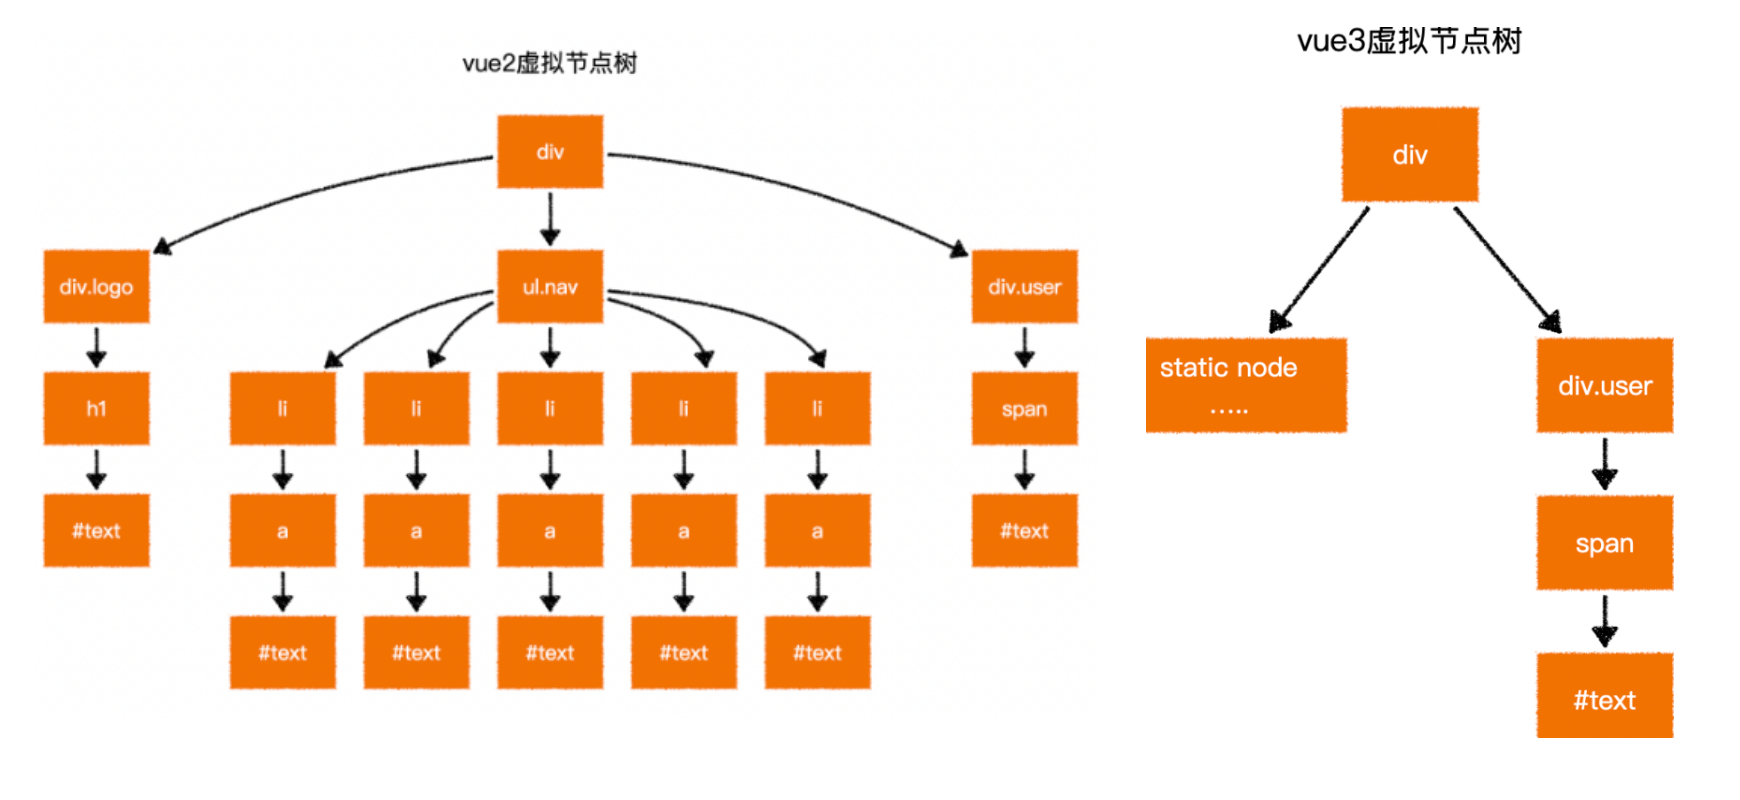 vue2虚拟节点树
div
div.logo
ul.nav
div.user
h1
li
li
li
li
li
span
#text
a
a
a
a
a
#text
#text
#text
#text
#text
#text
vue3虚拟节点树
div
static node
.....
div.user
span
#text